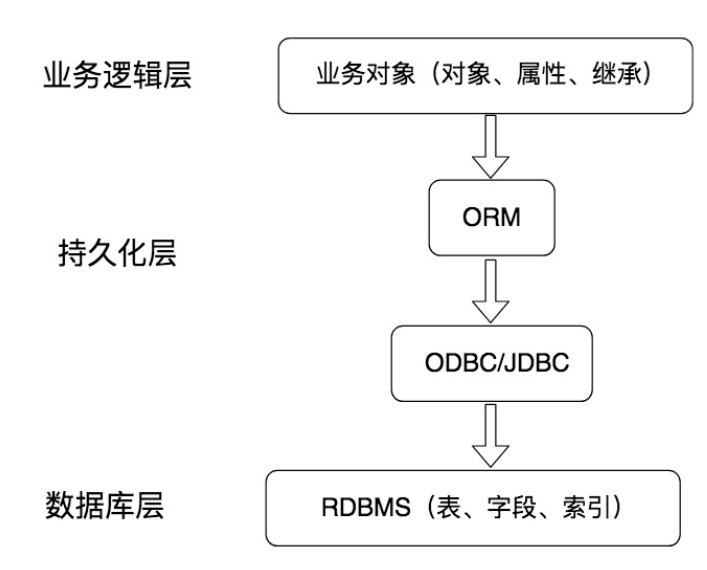 业务逻辑层
业务对象（对象、属性、继承）
ORM
持久化层
ODBC/JDBC
数据库层
RDBMS（表、字段、索引）